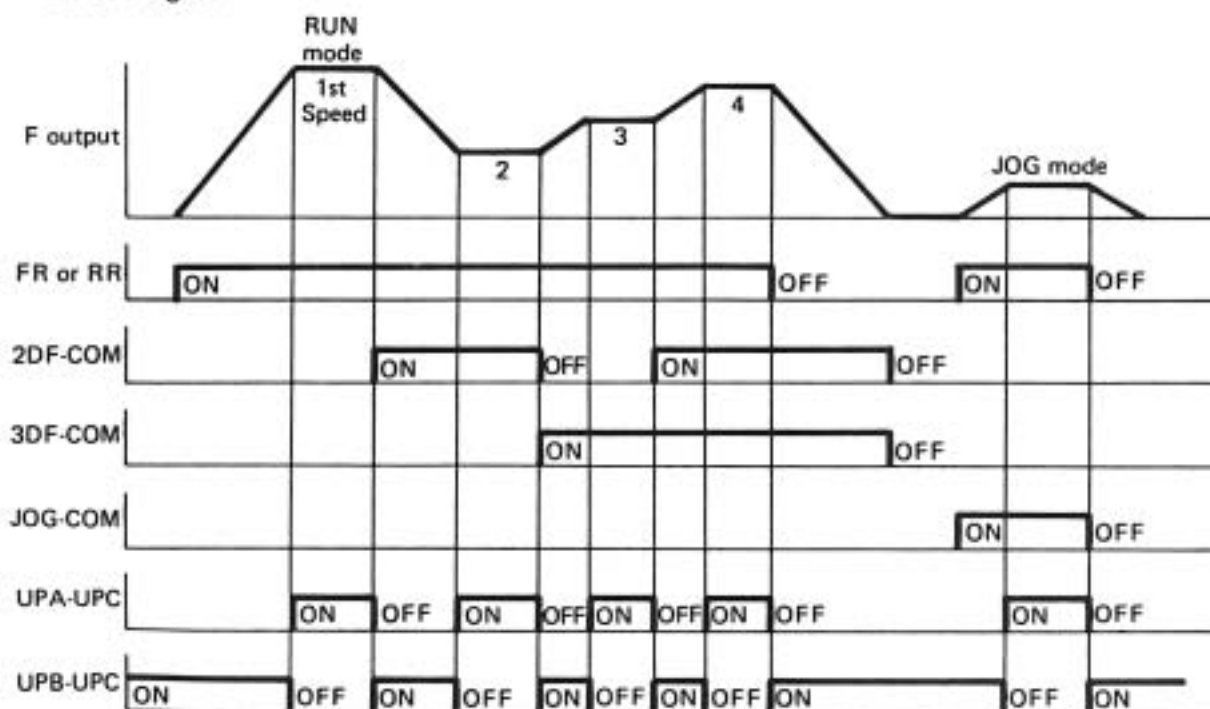 RUN
mode
1st
Speed
F output
2
3
4
JOG mode
FR or RR
ON
OFF
ON
OFF
2DF-COM
ON
OFF
ON
OFF
3DF-COM
ON
OFF
JOG-COM
ON
OFF
UPA-UPC
ON
OFF
ON
OFF
ON
OFF
ON
OFF
ON
OFF
UPB-UPC
ON
OFF
ON
OFF
ON
OFF
ON
OFF
ON
OFF
ON